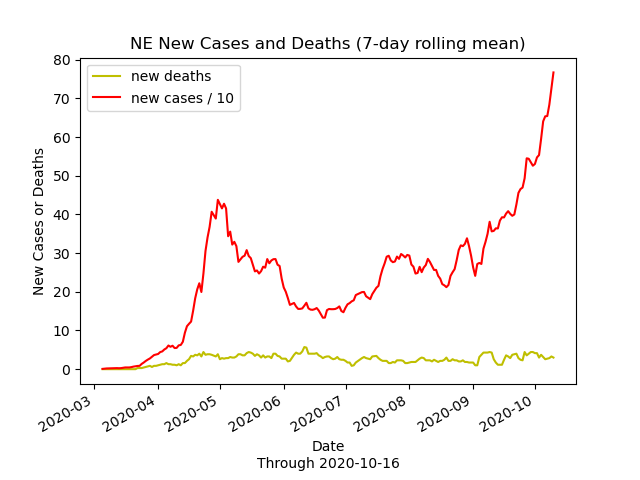 NE New Cases and Deaths (7-day rolling mean)
new deaths
new cases / 10
New Cases or Deaths
80
70
60
50
40
30
20
10
0
2020-03
2020-04
2020-05
2020-06
2020-07
2020-08
2020-09
2020-10
Date
Through 2020-10-16